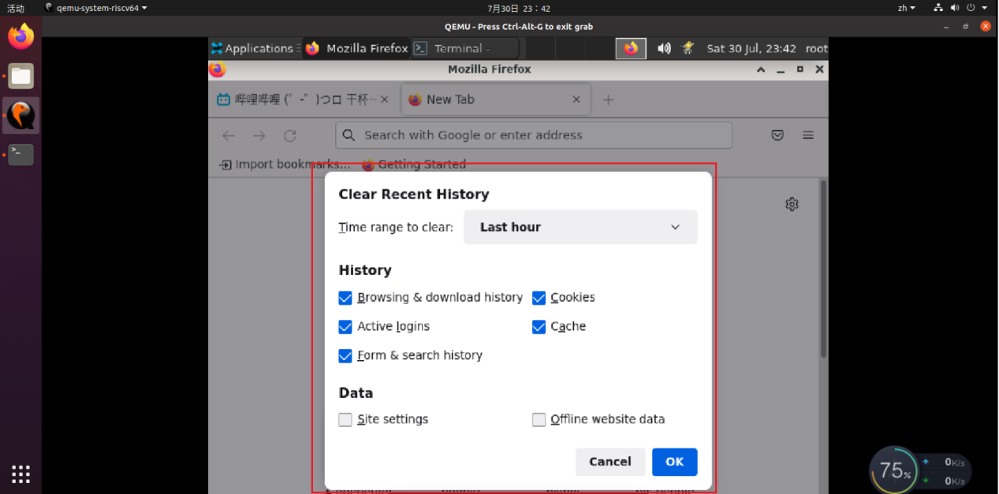 活动 qemu-system-riscv64 7月30日 23：42 zh
QEMU - Press Ctrl-Alt-G to exit grab
Applications Mozilla Firefox Terminal - Sat 30 Jul, 23:42 root
Mozilla Firefox
哔哩哔哩 (゜-゜)つロ 干杯~ New Tab
Search with Google or enter address
Import bookmarks... Getting Started
Clear Recent History
Time range to clear: Last hour
History
Browsing & download history Cookies
Active logins Cache
Form & search history
Data
Site settings Offline website data
Cancel OK
75% 0K/s
0K/s